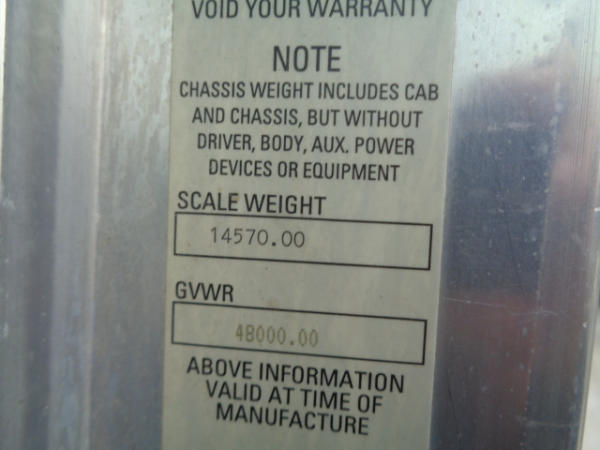 VOID YOUR WARRANTY
NOTE
CHASSIS WEIGHT INCLUDES CAB
AND CHASSIS, BUT WITHOUT
DRIVER, BODY, AUX. POWER
DEVICES OR EQUIPMENT
SCALE WEIGHT
14570.00
GVWR
48000.00
ABOVE INFORMATION
VALID AT TIME OF
MANUFACTURE